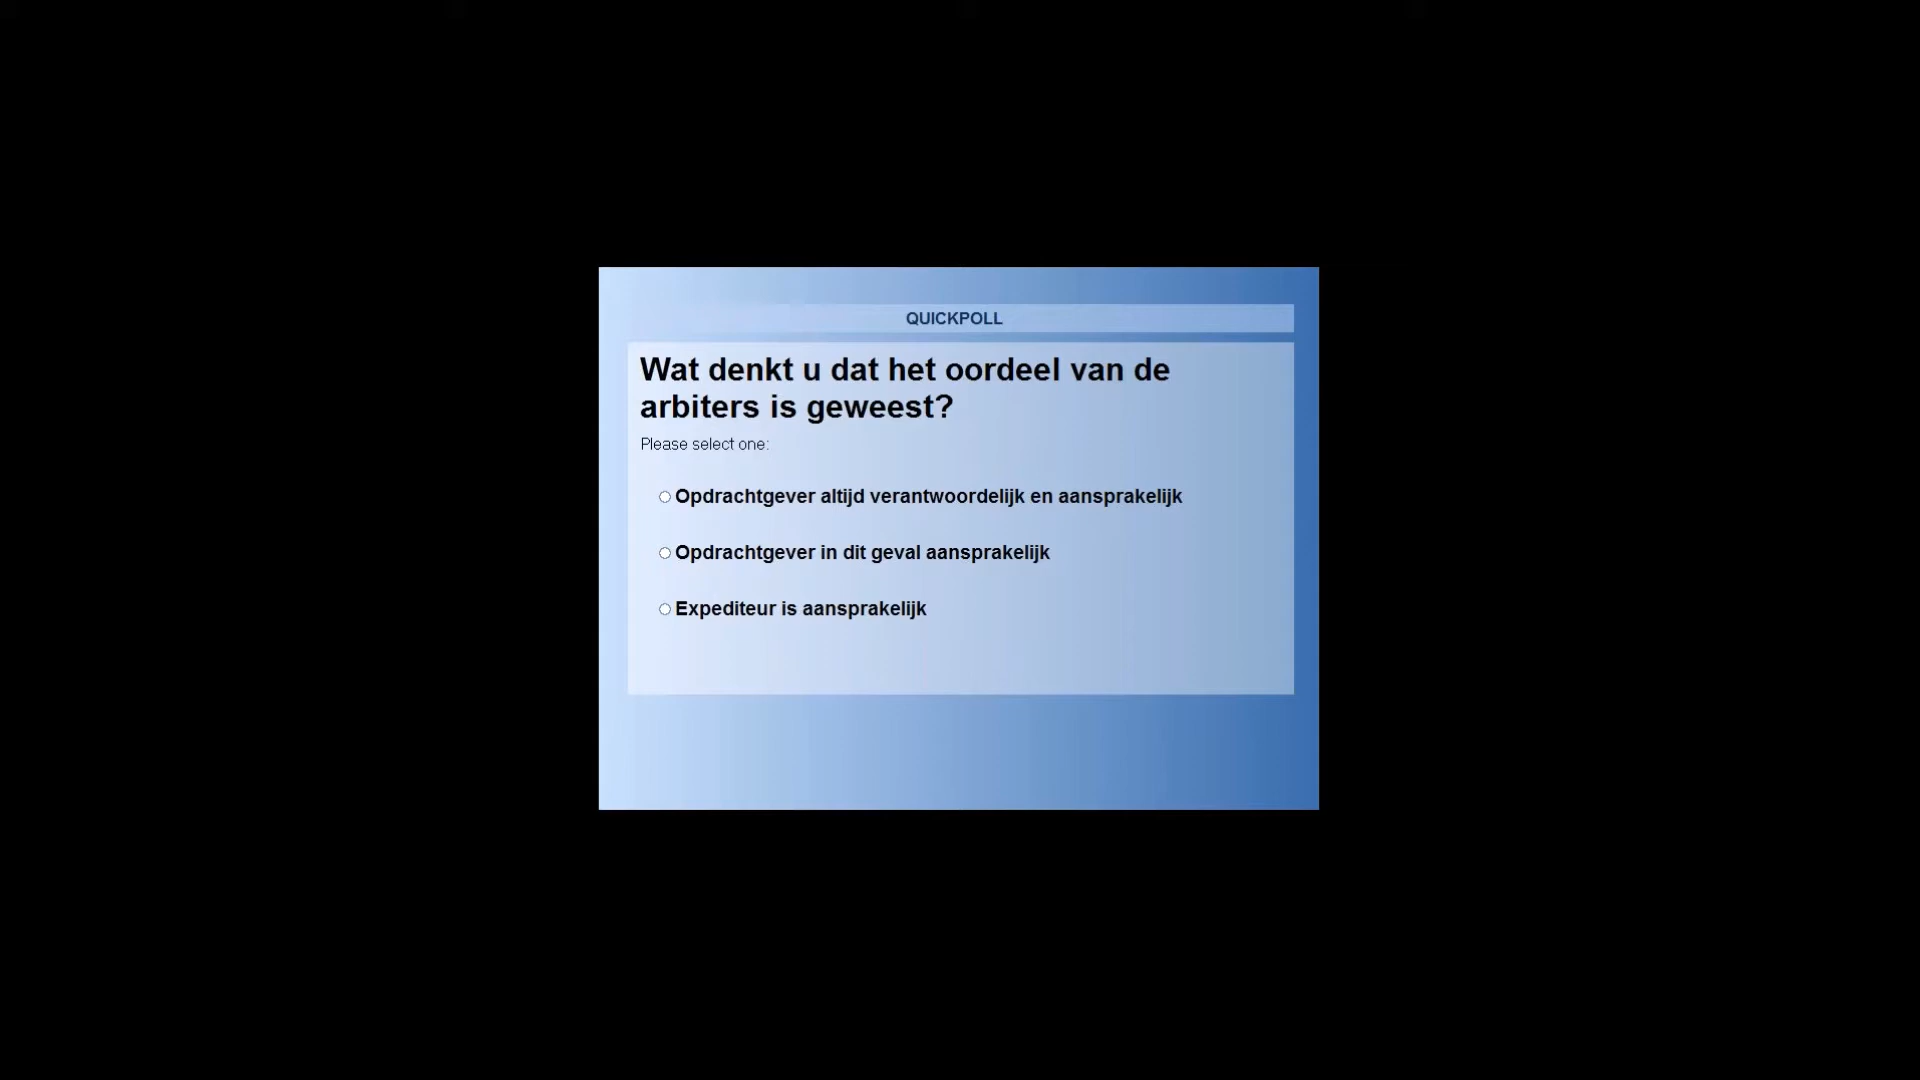 QUICKPOLL
Wat denkt u dat het oordeel van de
arbiters is geweest?
Please select one:
Opdrachtgever altijd verantwoordelijk en aansprakelijk
Opdrachtgever in dit geval aansprakelijk
Expediteur is aansprakelijk